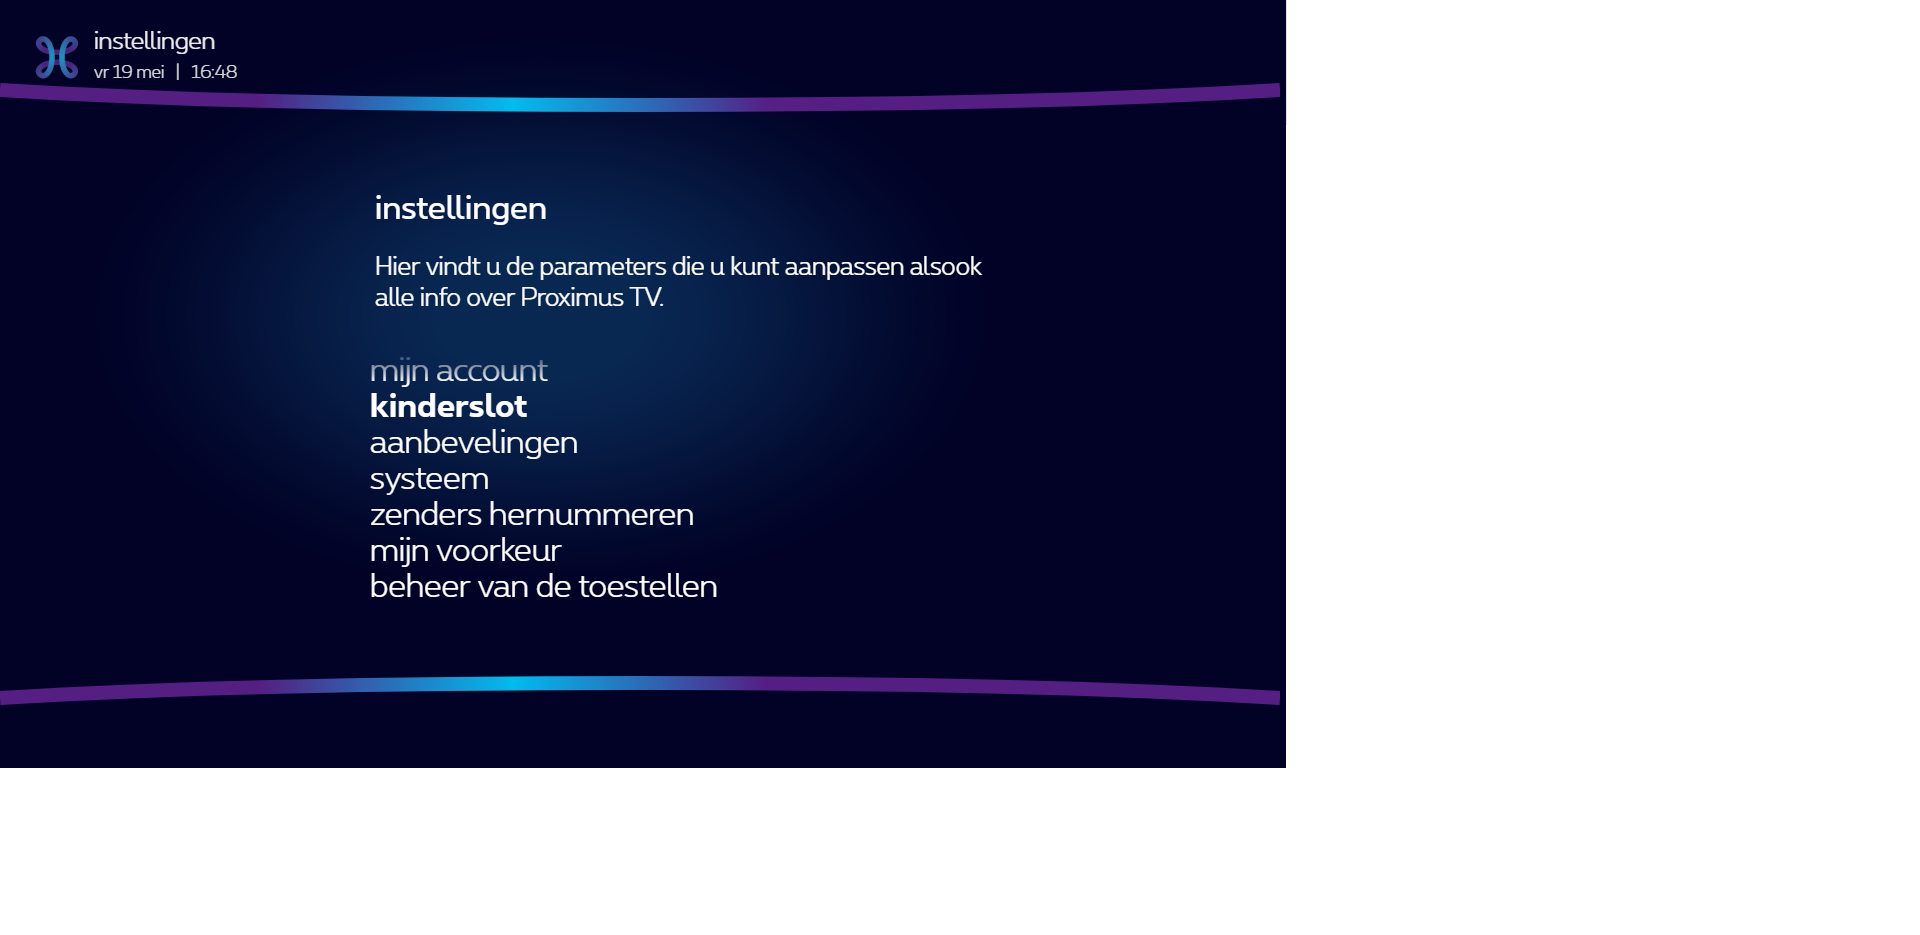 instellingen
vr 19 mei | 16:48
instellingen
Hier vindt u de parameters die u kunt aanpassen alsook
alle info over Proximus TV.
mijn account
kinderslot
aanbevelingen
systeem
zenders hernummeren
mijn voorkeur
beheer van de toestellen